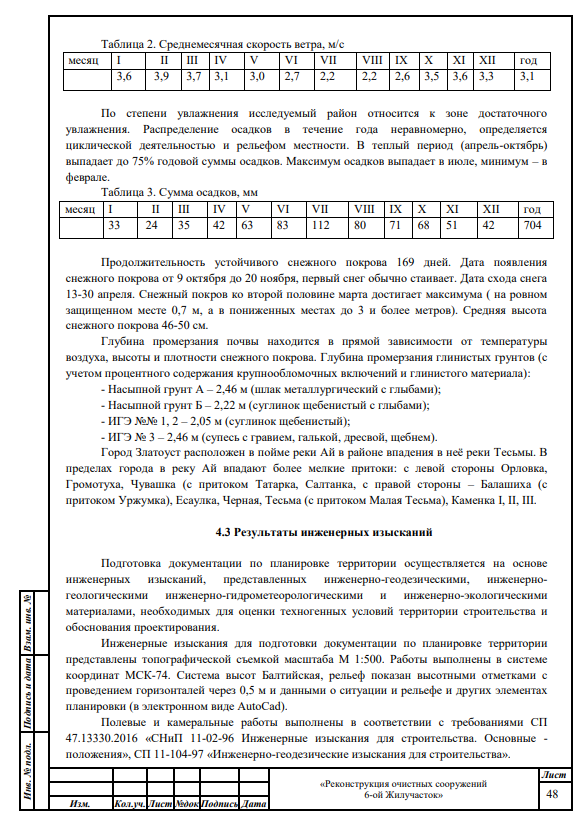 Таблица 2. Среднемесячная скорость ветра, м/с
месяц I II III IV V VI VII VIII IX X XI XII год
3,6 3,9 3,7 3,1 3,0 2,7 2,2 2,2 2,6 3,5 3,6 3,3 3,1
По степени увлажнения исследуемый район относится к зоне достаточного
увлажнения. Распределение осадков в течение года неравномерно, определяется
циклической деятельностью и рельефом местности. В теплый период (апрель-октябрь)
выпадает до 75% годовой суммы осадков. Максимум осадков выпадает в июле, минимум – в
феврале.
Таблица 3. Сумма осадков, мм
месяц I II III IV V VI VII VIII IX X XI XII год
33 24 35 42 63 83 112 80 71 68 51 42 704
Продолжительность устойчивого снежного покрова 169 дней. Дата появления
снежного покрова от 9 октября до 20 ноября, первый снег обычно стаивает. Дата схода снега
13-30 апреля. Снежный покров ко второй половине марта достигает максимума ( на ровном
защищенном месте 0,7 м, а в пониженных местах до 3 и более метров). Средняя высота
снежного покрова 46-50 см.
Глубина промерзания почвы находится в прямой зависимости от температуры
воздуха, высоты и плотности снежного покрова. Глубина промерзания глинистых грунтов (с
учетом процентного содержания крупнообломочных включений и глинистого материала):
- Насыпной грунт А – 2,46 м (шлак металлургический с глыбами);
- Насыпной грунт Б – 2,22 м (суглинок щебенистый с глыбами);
- ИГЭ №№ 1, 2 – 2,05 м (суглинок щебенистый);
- ИГЭ № 3 – 2,46 м (супесь с гравием, галькой, дресвой, щебнем).
Город Златоуст расположен в пойме реки Ай в районе впадения в неё реки Тесьмы. В
пределах города в реку Ай впадают более мелкие притоки: с левой стороны Орловка,
Громотуха, Чувашка (с притоком Татарка, Салтанка, с правой стороны – Балашиха (с
притоком Уржумка), Есаулка, Черная, Тесьма (с притоком Малая Тесьма), Каменка I, II, III.
4.3 Результаты инженерных изысканий
Подготовка документации по планировке территории осуществляется на основе
инженерных изысканий, представленных инженерно-геодезическими, инженерно-
геологическими инженерно-гидрометеорологическими и инженерно-экологическими
материалами, необходимых для оценки техногенных условий территории строительства и
обоснования проектирования.
Инженерные изыскания для подготовки документации по планировке территории
представлены топографической съемкой масштаба М 1:500. Работы выполнены в системе
координат МСК-74. Система высот Балтийская, рельеф показан высотными отметками с
проведением горизонталей через 0,5 м и данными о ситуации и рельефе и других элементах
планировки (в электронном виде AutoCad).
Полевые и камеральные работы выполнены в соответствии с требованиями СП
47.13330.2016 «СНиП 11-02-96 Инженерные изыскания для строительства. Основные -
положения», СП 11-104-97 «Инженерно-геодезические изыскания для строительства».
Взам. инв. №
Подпись и дата
Инв. № подл.
Изм. Кол.уч. Лист №док Подпись Дата
«Реконструкция очистных сооружений
6-ой Жилучасток»
Лист
48